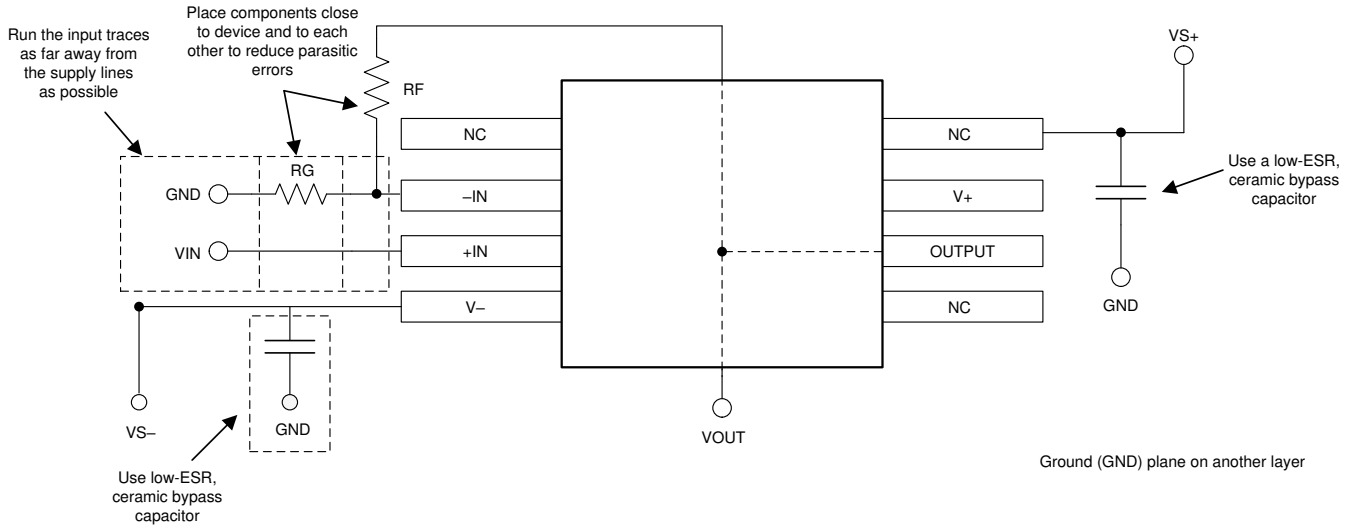 Run the input traces
as far away from
the supply lines
as possible
Place components close
to device and to each
other to reduce parasitic
errors
RF
RG
GND
VIN
NC
–IN
+IN
V–
NC
V+
OUTPUT
NC
VS+
Use a low-ESR,
ceramic bypass
capacitor
GND
VS–
GND
Use low-ESR,
ceramic bypass
capacitor
VOUT
Ground (GND) plane on another layer